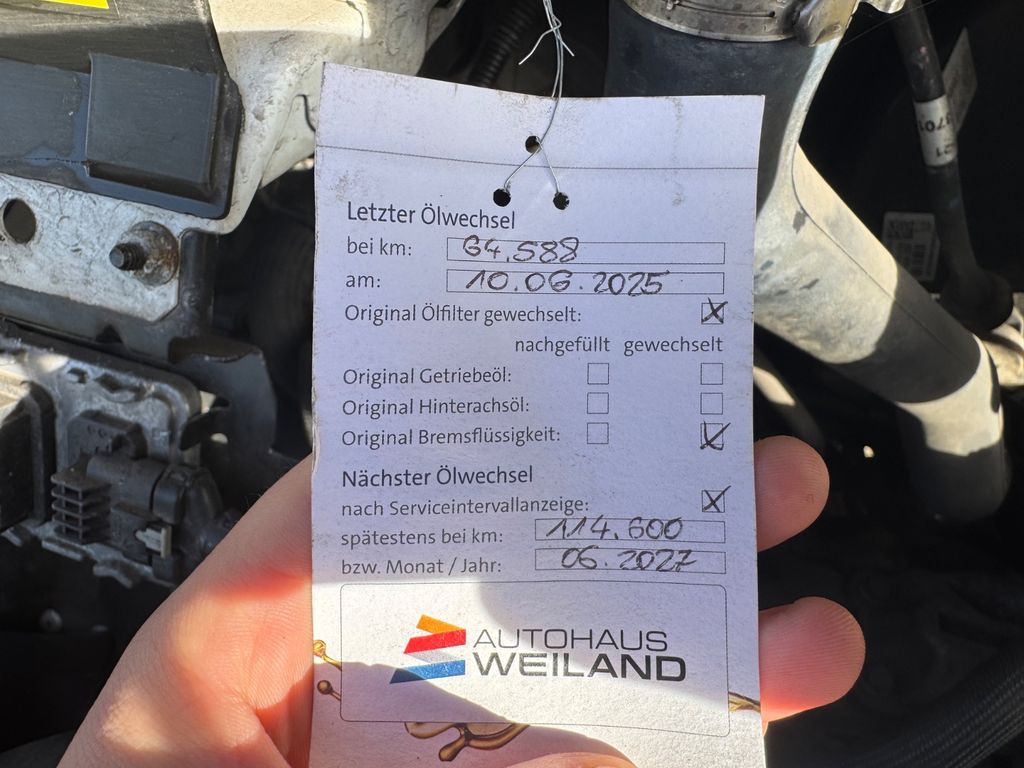 Letzter Ölwechsel
bei km: 64.588
am: 10.06.2025
Original Ölfilter gewechselt:
nachgefüllt gewechselt
Original Getriebeöl:
Original Hinterachsöl:
Original Bremsflüssigkeit:
Nächster Ölwechsel
nach Serviceintervallanzeige:
spätestens bei km: 114.600
bzw. Monat / Jahr: 06.2027
AUTOHAUS
WEILAND